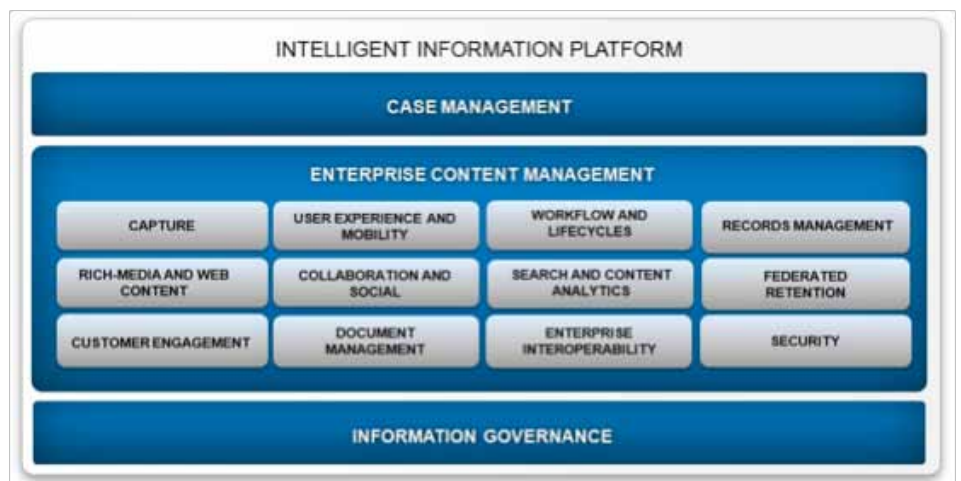 INTELLIGENT INFORMATION PLATFORM
CASE MANAGEMENT
ENTERPRISE CONTENT MANAGEMENT
CAPTURE
USER EXPERIENCE AND
MOBILITY
WORKFLOW AND
LIFECYCLES
RECORDS MANAGEMENT
RICH-MEDIA AND WEB
CONTENT
COLLABORATION AND
SOCIAL
SEARCH AND CONTENT
ANALYTICS
FEDERATED
RETENTION
CUSTOMER ENGAGEMENT
DOCUMENT
MANAGEMENT
ENTERPRISE
INTEROPERABILITY
SECURITY
INFORMATION GOVERNANCE